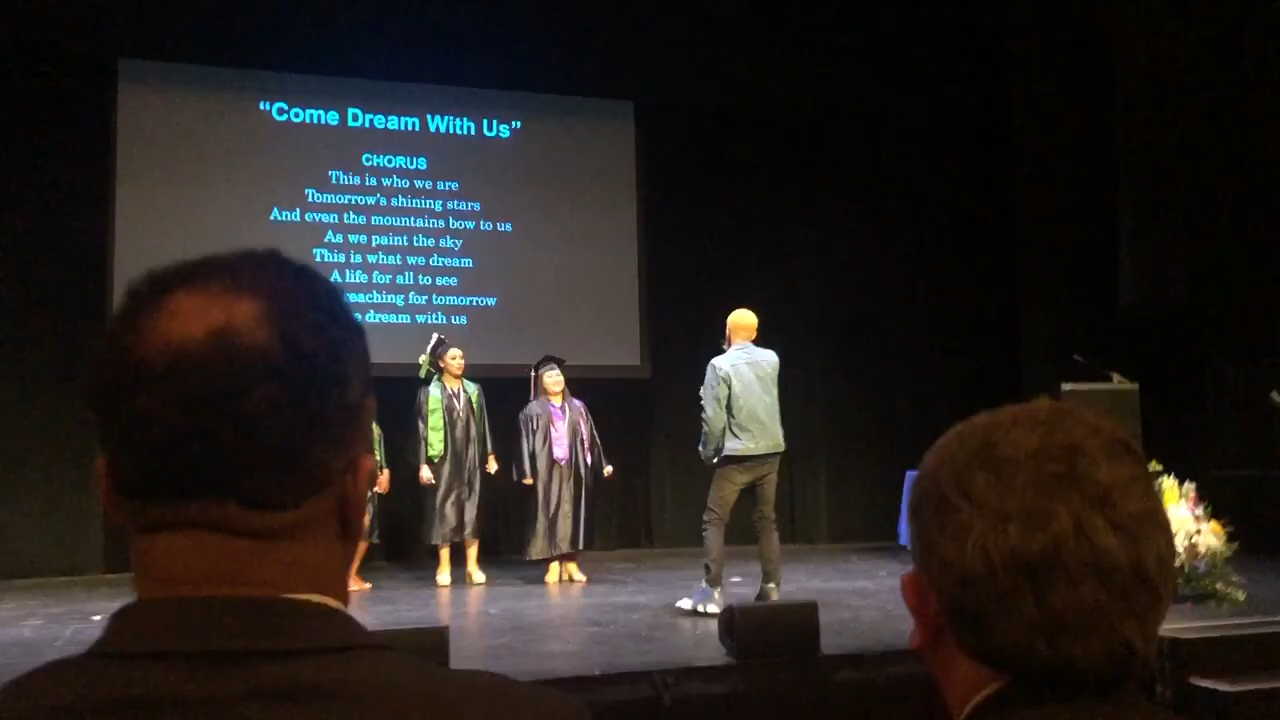 “Come Dream With Us”
CHORUS
This is who we are
Tomorrow's shining stars
And even the mountains bow to us
As we paint the sky
This is what we dream
A life for all to see
reaching for tomorrow
dream with us